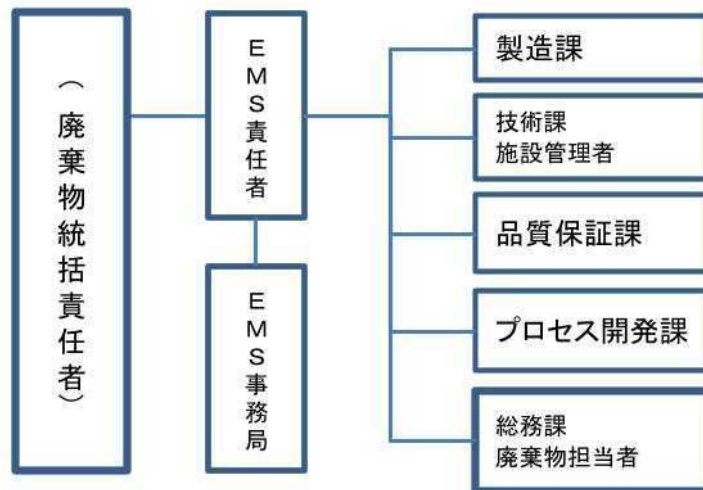 （廃棄物統括責任者）
EMS責任者
EMS事務局
製造課
技術課
施設管理者
品質保証課
プロセス開発課
総務課
廃棄物担当者